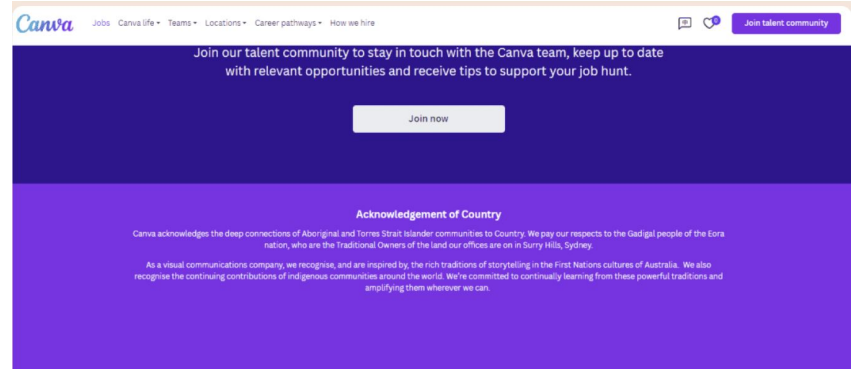 Canva
Jobs Canva life Teams Locations Career pathways How we hire
0
Join talent community
Join our talent community to stay in touch with the Canva team, keep up to date
with relevant opportunities and receive tips to support your job hunt.
Join now
Acknowledgement of Country
Canva acknowledges the deep connections of Aboriginal and Torres Strait Islander communities to Country. We pay our respects to the Gadigal people of the Eora
nation, who are the Traditional Owners of the land our offices are on in Surry Hills, Sydney.
As a visual communications company, we recognise, and are inspired by, the rich traditions of storytelling in the First Nations cultures of Australia. We also
recognise the continuing contributions of indigenous communities around the world. We're committed to continually learning from these powerful traditions and
amplifying them wherever we can.